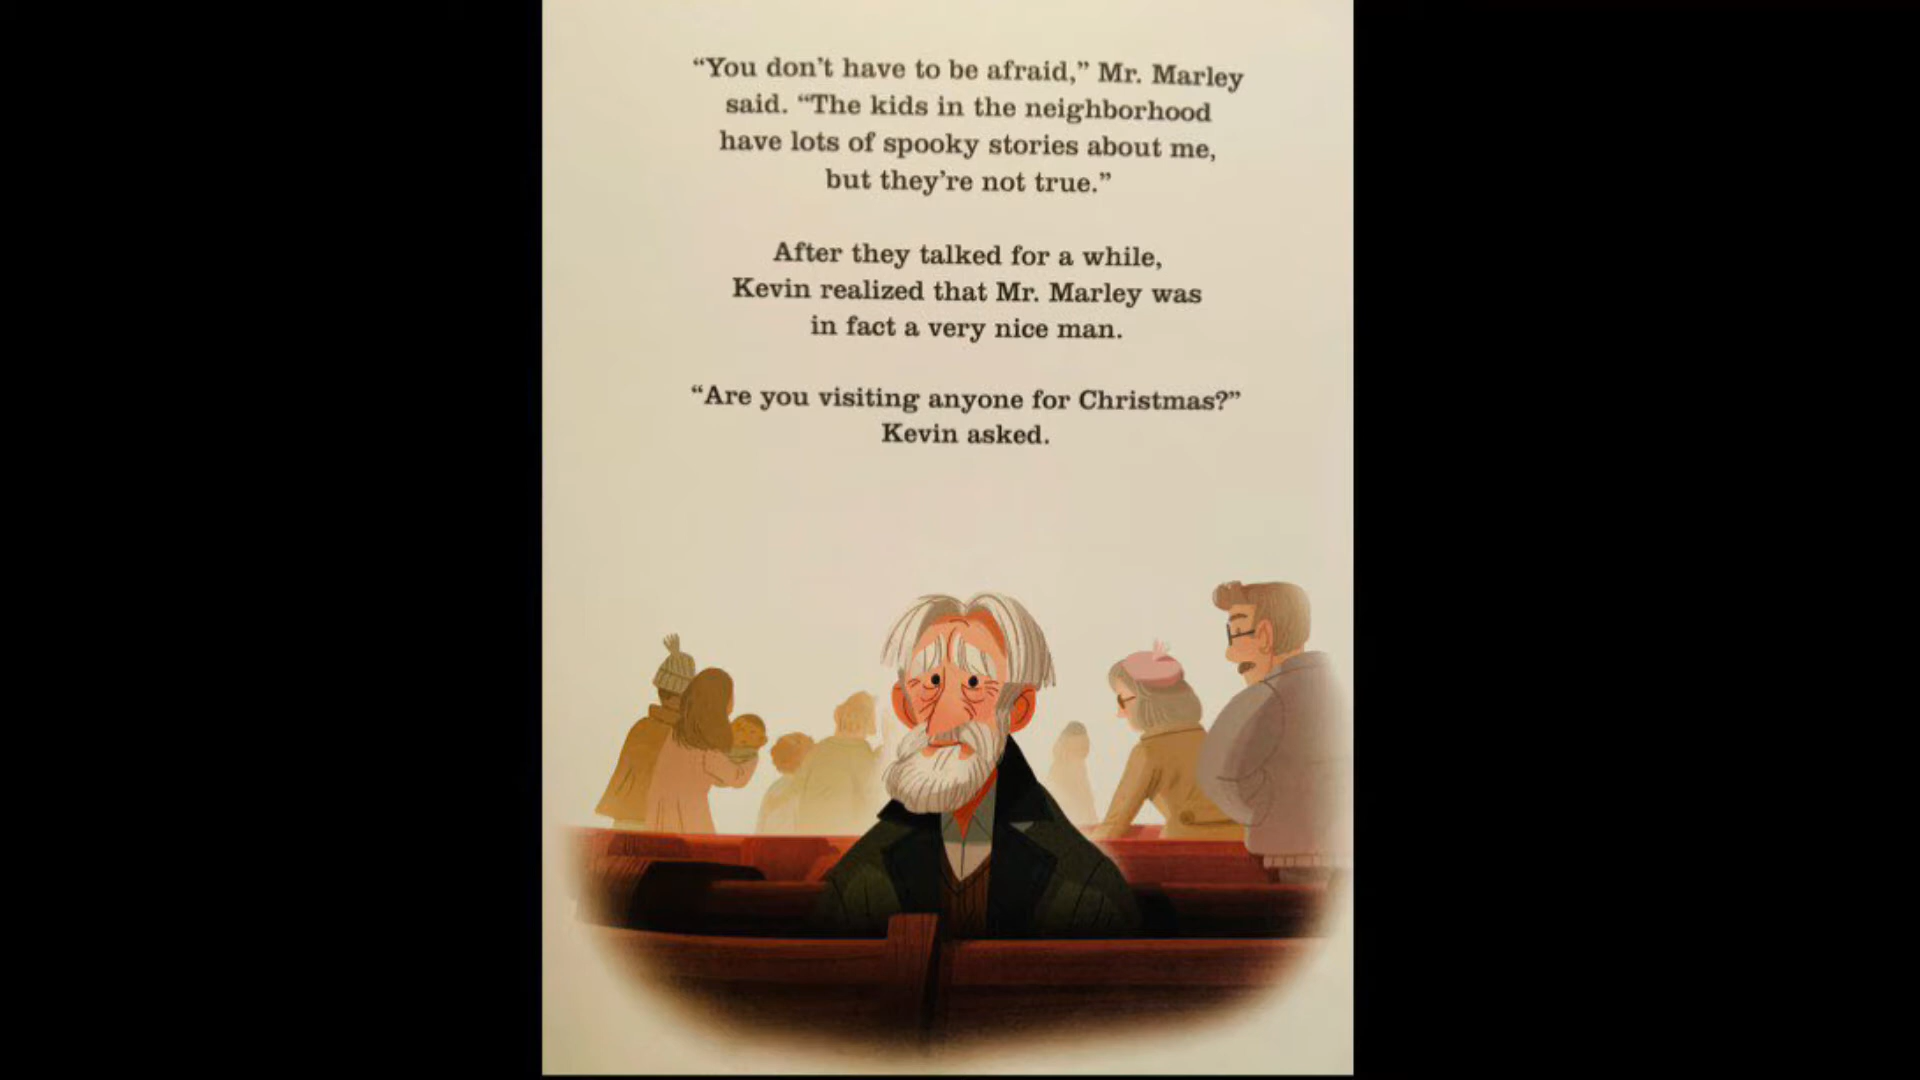 “You don’t have to be afraid,” Mr. Marley
said. “The kids in the neighborhood
have lots of spooky stories about me,
but they’re not true.”
After they talked for a while,
Kevin realized that Mr. Marley was
in fact a very nice man.
“Are you visiting anyone for Christmas?”
Kevin asked.